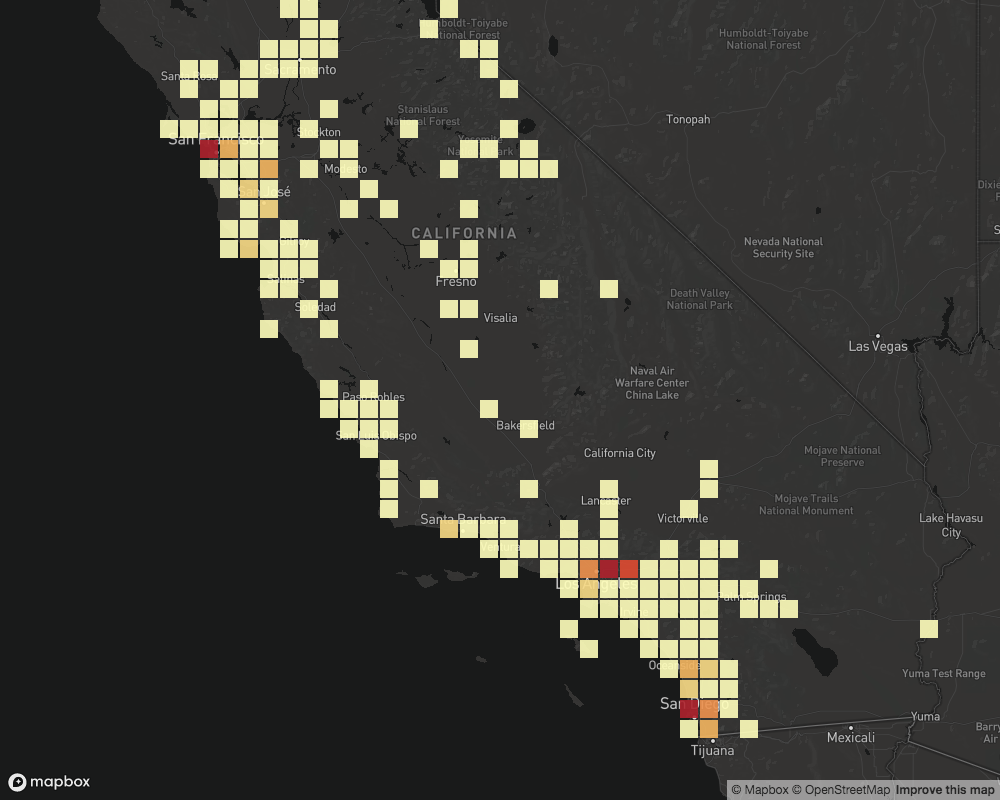 Humboldt-Toiyabe
National Forest
Humboldt-Toiyabe
National Forest
Santa Rosa
Sacramento
Stanislaus
National Forest
Tonopah
San Francisco
Stockton
Yosemite
National Park
Modesto
San José
CALIFORNIA
Nevada National
Security Site
Fresno
Death Valley
National Park
Salinas
Soledad
Visalia
Las Vegas
Naval Air
Warfare Center
China Lake
Paso Robles
Bakersfield
San Luis Obispo
California City
Mojave National
Preserve
Lancaster
Mojave Trails
National Monument
Santa Barbara
Victorville
Lake Havasu
City
Ventura
Los Angeles
Palm Springs
Oceanside
Yuma Test Range
San Diego
Yuma
Mexicali
Tijuana
mapbox
© Mapbox © OpenStreetMap Improve this map